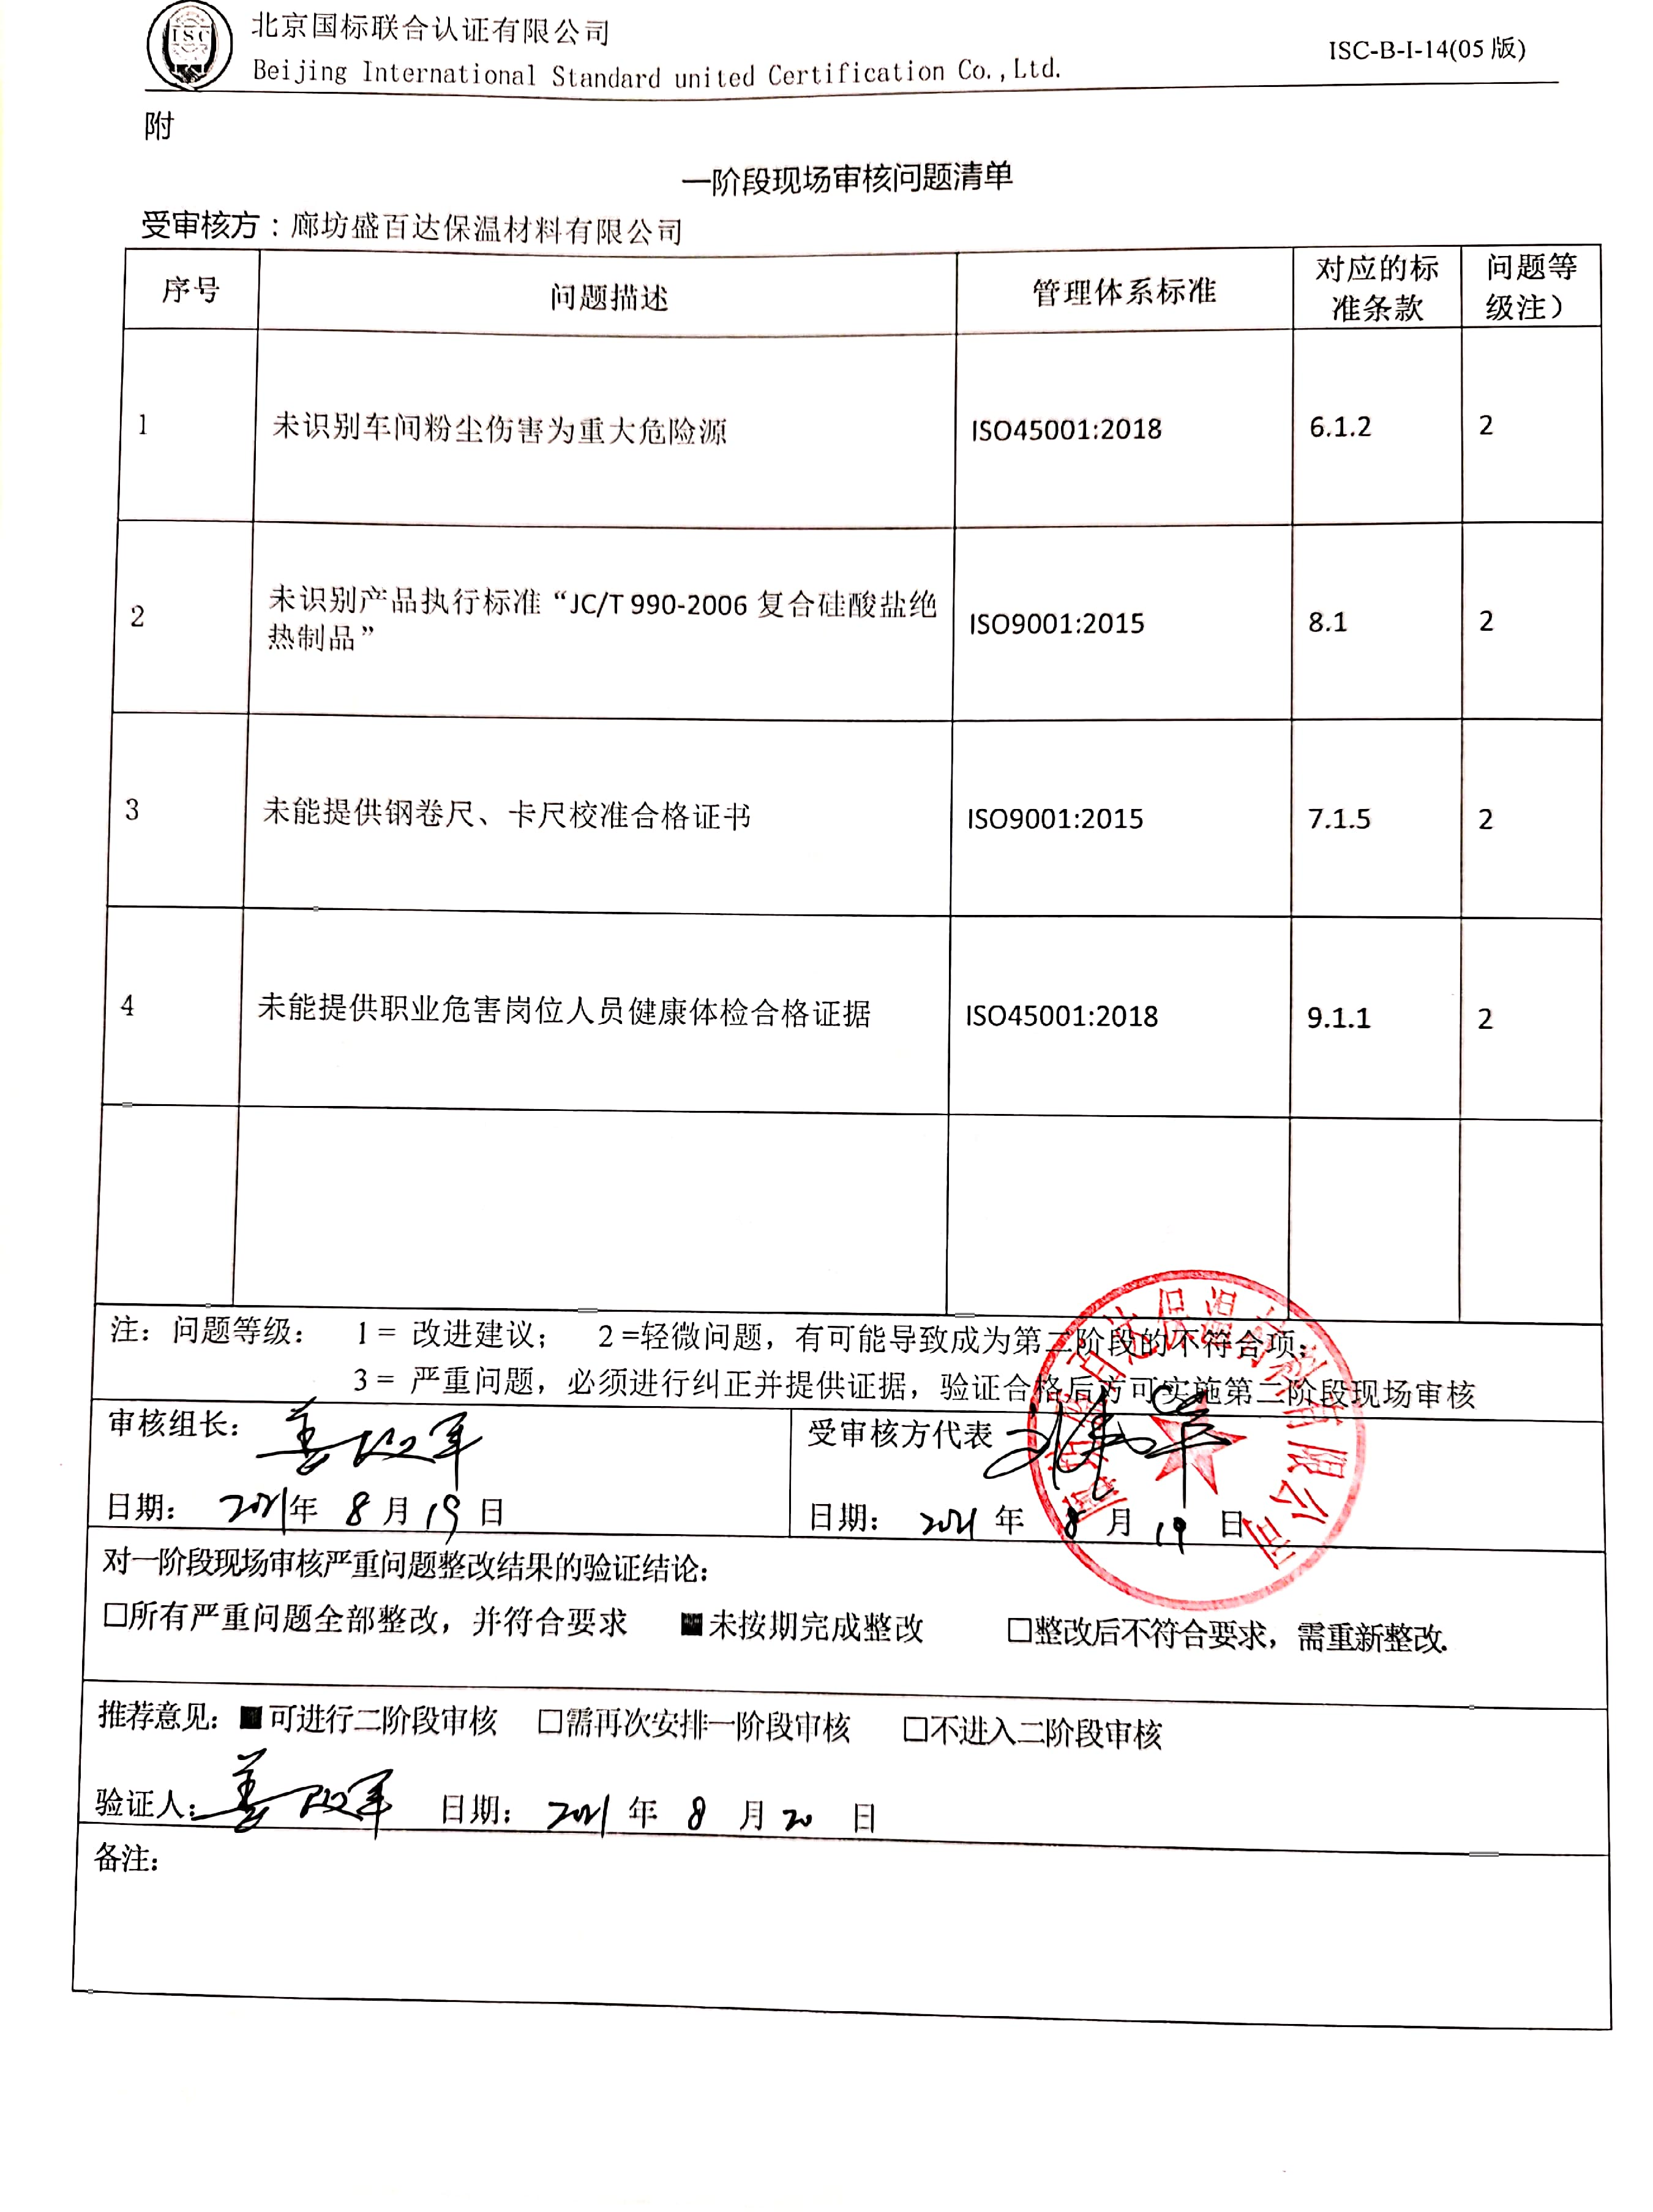 ISC
北京国标联合认证有限公司
Beijing International Standard united Certification Co.,Ltd.
ISC-B-I-14(05 版)
附
一阶段现场审核问题清单
受审核方：廊坊盛百达保温材料有限公司
序号 问题描述 管理体系标准 对应的标准条款 问题等级注）
1 未识别车间粉尘伤害为重大危险源 ISO45001:2018 6.1.2 2
2 未识别产品执行标准“JC/T 990-2006 复合硅酸盐绝
热制品” ISO9001:2015 8.1 2
3 未能提供钢卷尺、卡尺校准合格证书 ISO9001:2015 7.1.5 2
4 未能提供职业危害岗位人员健康体检合格证据 ISO45001:2018 9.1.1 2
注：问题等级： 1 = 改进建议； 2 =轻微问题，有可能导致成为第二阶段的不符合项；
3 = 严重问题，必须进行纠正并提供证据，验证合格后方可实施第二阶段现场审核
审核组长：
受审核方代表
日期： 2021年 8 月 19 日
日期： 2021 年 8 月 19 日
对一阶段现场审核严重问题整改结果的验证结论：
□所有严重问题全部整改，并符合要求 ■未按期完成整改 □整改后不符合要求，需重新整改.
推荐意见：■可进行二阶段审核 □需再次安排一阶段审核 □不进入二阶段审核
验证人： 日期： 2021 年 8 月 20 日
备注：